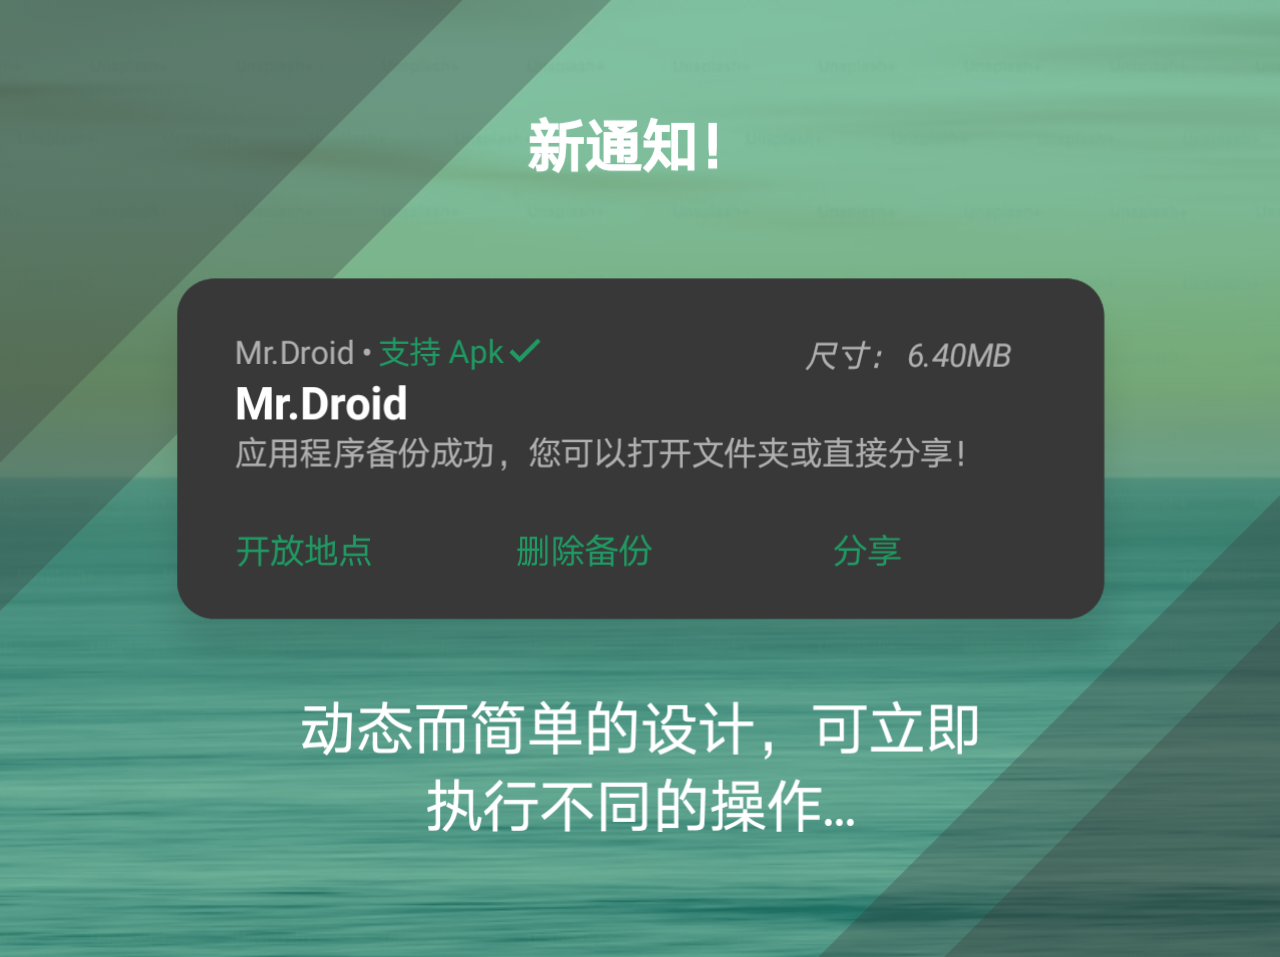 新通知！
Mr.Droid • 支持 Apk✓
尺寸： 6.40MB
Mr.Droid
应用程序备份成功，您可以打开文件夹或直接分享！
开放地点 删除备份 分享
动态而简单的设计，可立即
执行不同的操作...